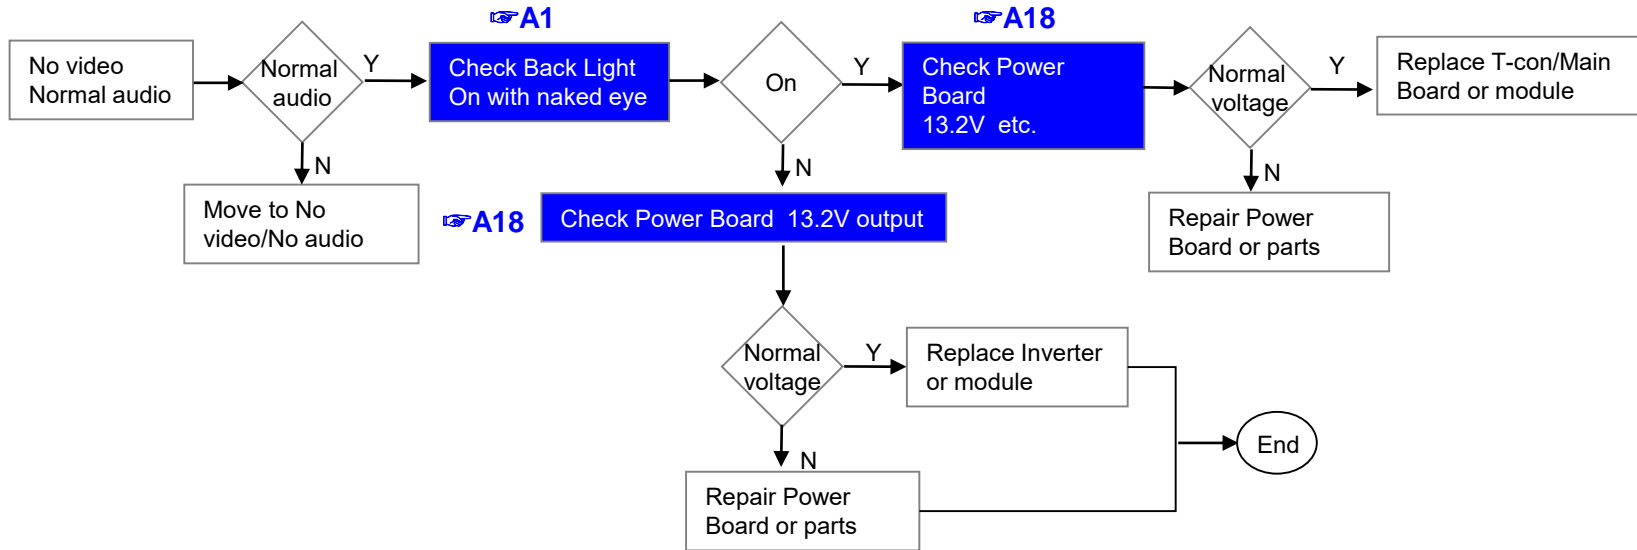 ☞A1
☞A18
No video
Normal audio
Normal
audio
Y
Check Back Light
On with naked eye
On
Y
Check Power
Board
13.2V etc.
Normal
voltage
Y
Replace T-con/Main
Board or module
N
N
N
Move to No
video/No audio
☞A18
Check Power Board 13.2V output
Repair Power
Board or parts
Normal
voltage
Y
Replace Inverter
or module
End
N
Repair Power
Board or parts